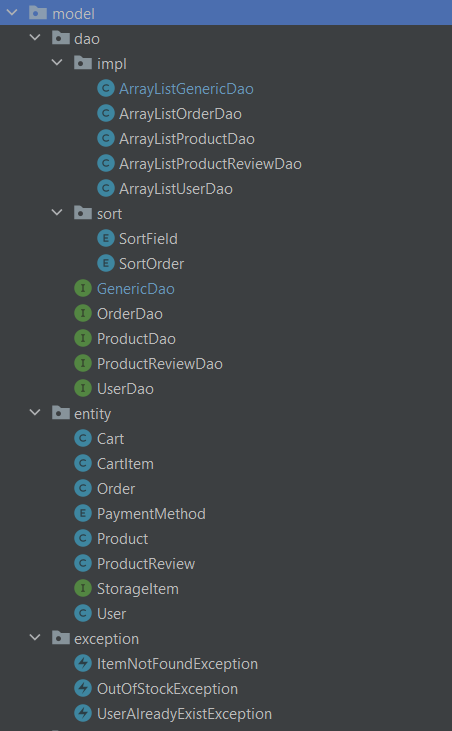 model
dao
impl
C ArrayListGenericDao
C ArrayListOrderDao
C ArrayListProductDao
C ArrayListProductReviewDao
C ArrayListUserDao
sort
E SortField
E SortOrder
I GenericDao
I OrderDao
I ProductDao
I ProductReviewDao
I UserDao
entity
C Cart
C CartItem
C Order
E PaymentMethod
C Product
C ProductReview
I StorageItem
C User
exception
ItemNotFoundException
OutOfStockException
UserAlreadyExistException